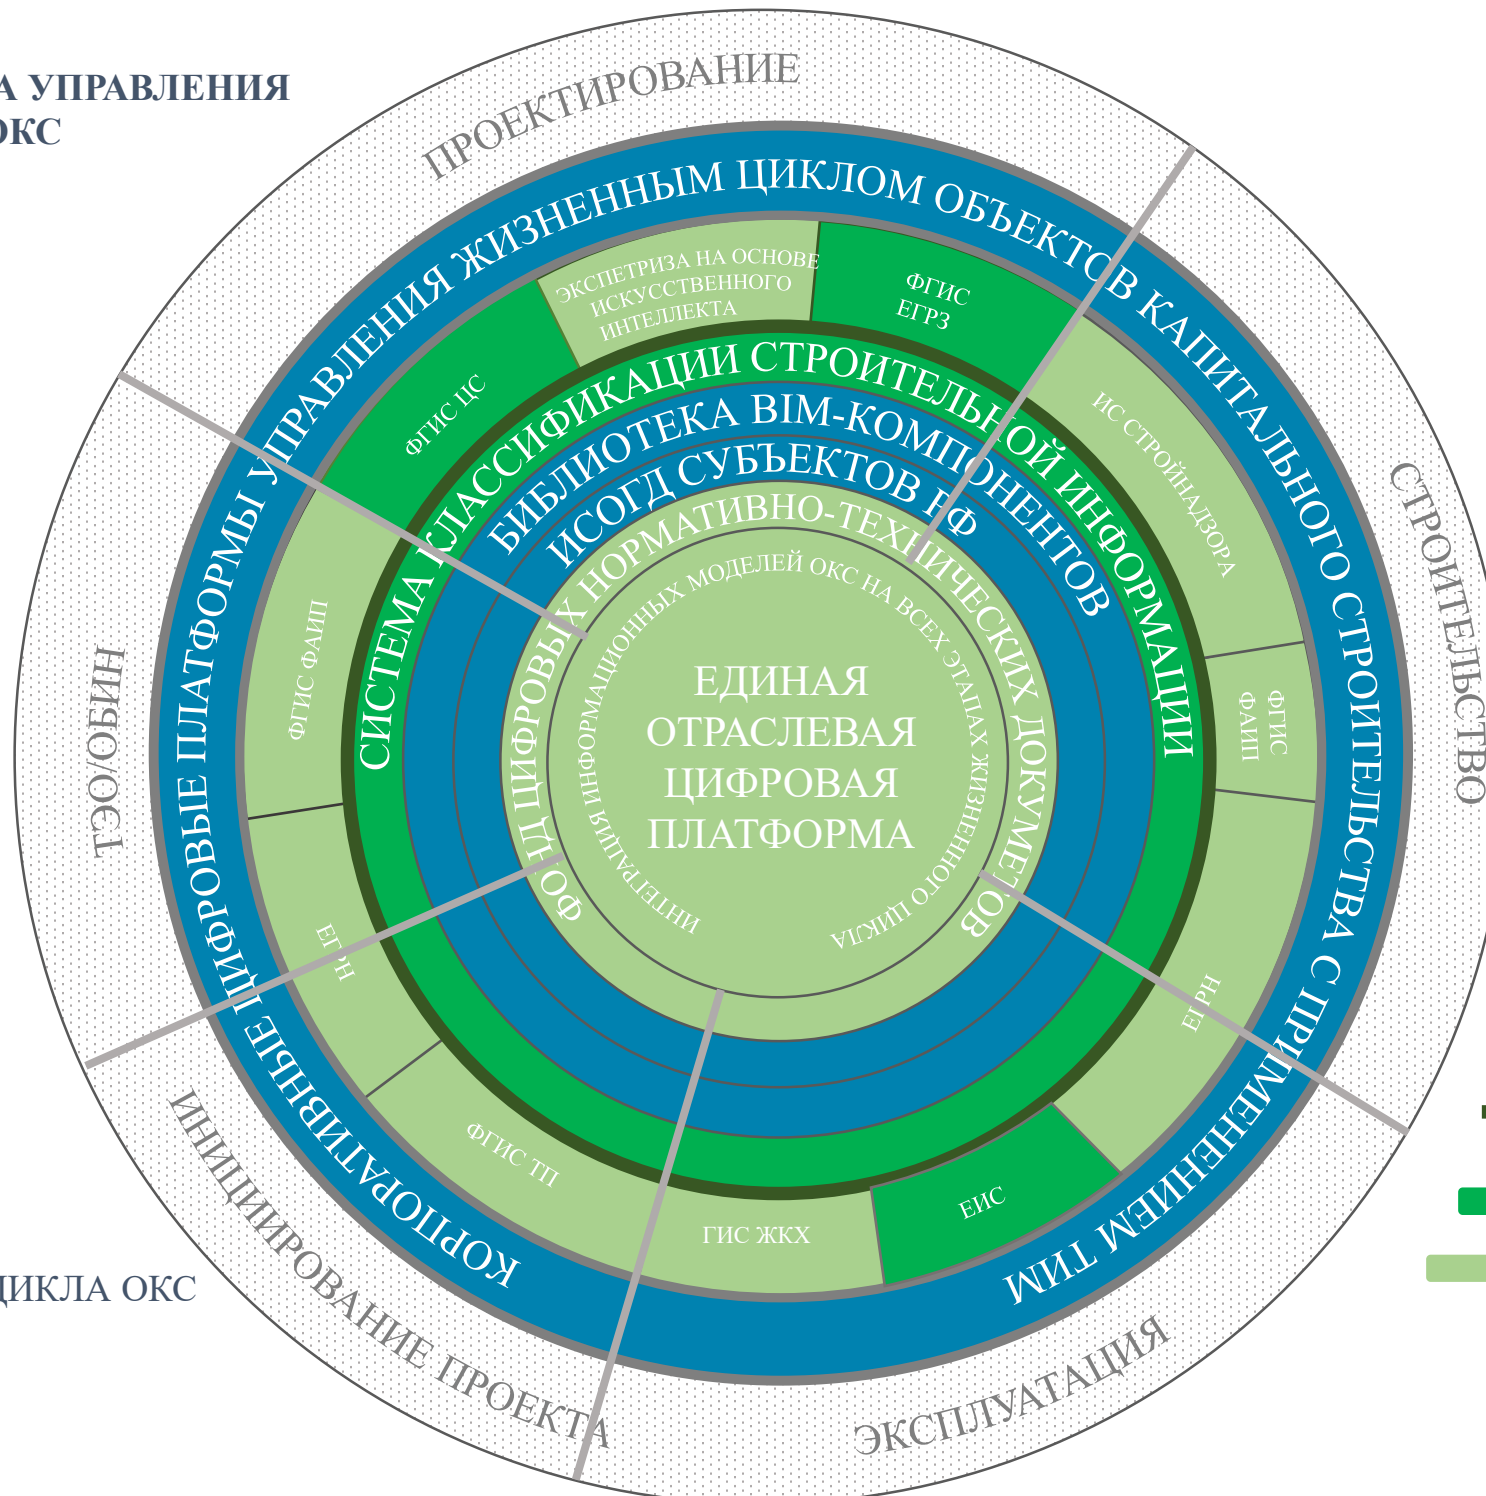 А УПРАВЛЕНИЯ
ОКС
ПРОЕКТИРОВАНИЕ
СТРОИТЕЛЬСТВО
ЭКСПЛУАТАЦИЯ
ИНИЦИИРОВАНИЕ ПРОЕКТА
ТЭО/ОБИН
КОРПОРАТИВНЫЕ ЦИФРОВЫЕ ПЛАТФОРМЫ УПРАВЛЕНИЯ ЖИЗНЕННЫМ ЦИКЛОМ ОБЪЕКТОВ КАПИТАЛЬНОГО СТРОИТЕЛЬСТВА С ПРИМЕНЕНИЕМ ТИМ
ЭКСПЕТРИЗА НА ОСНОВЕ
ИСКУССТВЕННОГО
ИНТЕЛЛЕКТА
ФГИС
ЕГРЗ
ИС СТРОЙНАДЗОРА
ФГИС
ФАИП
ЕГРН
ЕИС
ГИС ЖКХ
ФГИС ТП
ЕГРН
ФГИС ФАИП
ФГИС ЦС
СИСТЕМА КЛАССИФИКАЦИИ СТРОИТЕЛЬНОЙ ИНФОРМАЦИИ
БИБЛИОТЕКА BIM-КОМПОНЕНТОВ
ИСОГД СУБЪЕКТОВ РФ
ФОНД ЦИФРОВЫХ НОРМАТИВНО-ТЕХНИЧЕСКИХ ДОКУМЕТОВ
ИНТЕГРАЦИЯ ИНФОРМАЦИОННЫХ МОДЕЛЕЙ ОКС НА ВСЕХ ЭТАПАХ ЖИЗНЕННОГО ЦИКЛА
ЕДИНАЯ
ОТРАСЛЕВАЯ
ЦИФРОВАЯ
ПЛАТФОРМА
ЦИКЛА ОКС